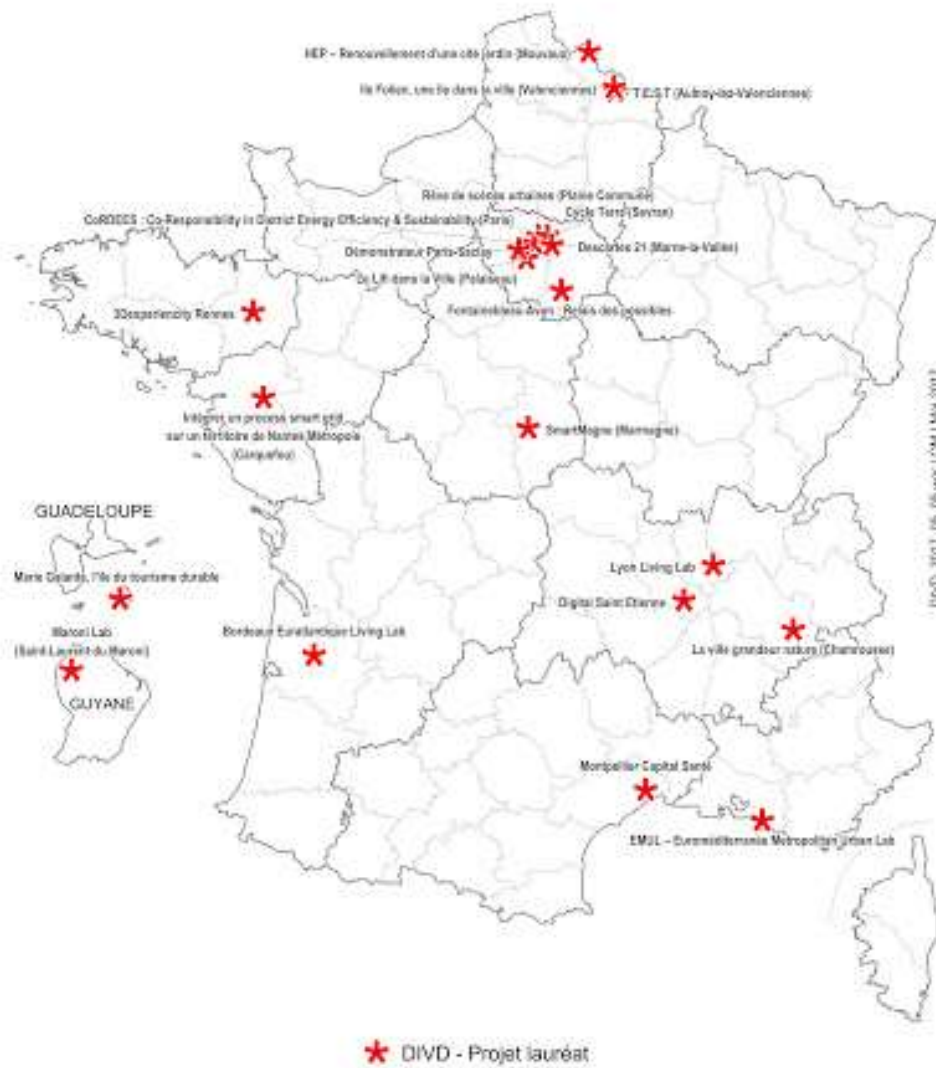 HEP – Renouvellement d'une cité jardin (Mouvaux)
Ile Folien, une île dans la ville (Valenciennes)
T.E.S.T (Aulnoy-lez-Valenciennes)
Rêve de scènes urbaines (Plaine Commune)
Cycle Terre (Sevran)
CoRDEES : Co-Responsibility in District Energy Efficiency & Sustainability (Paris)
Démonstrateur Paris-Saclay
Descartes 21 (Marne-la-Vallée)
Le Lift dans la Ville (Palaiseau)
Fontainebleau-Avon : Relais des possibles
3Dexperiencity Rennes
Intégrer un process smart grid
sur un territoire de Nantes Métropole
(Carquefou)
SmartMagne (Marmagne)
GUADELOUPE
Marie Galante, l'île du tourisme durable
Maroni Lab
(Saint-Laurent-du-Maroni)
GUYANE
Lyon Living Lab
Digital Saint Etienne
Bordeaux Euratlantique Living Lab
La ville grandeur nature (Chamrousse)
Montpellier Capital Santé
EMUL – Euroméditerranée Metropolitan Urban Lab
DIVD - Projet lauréat